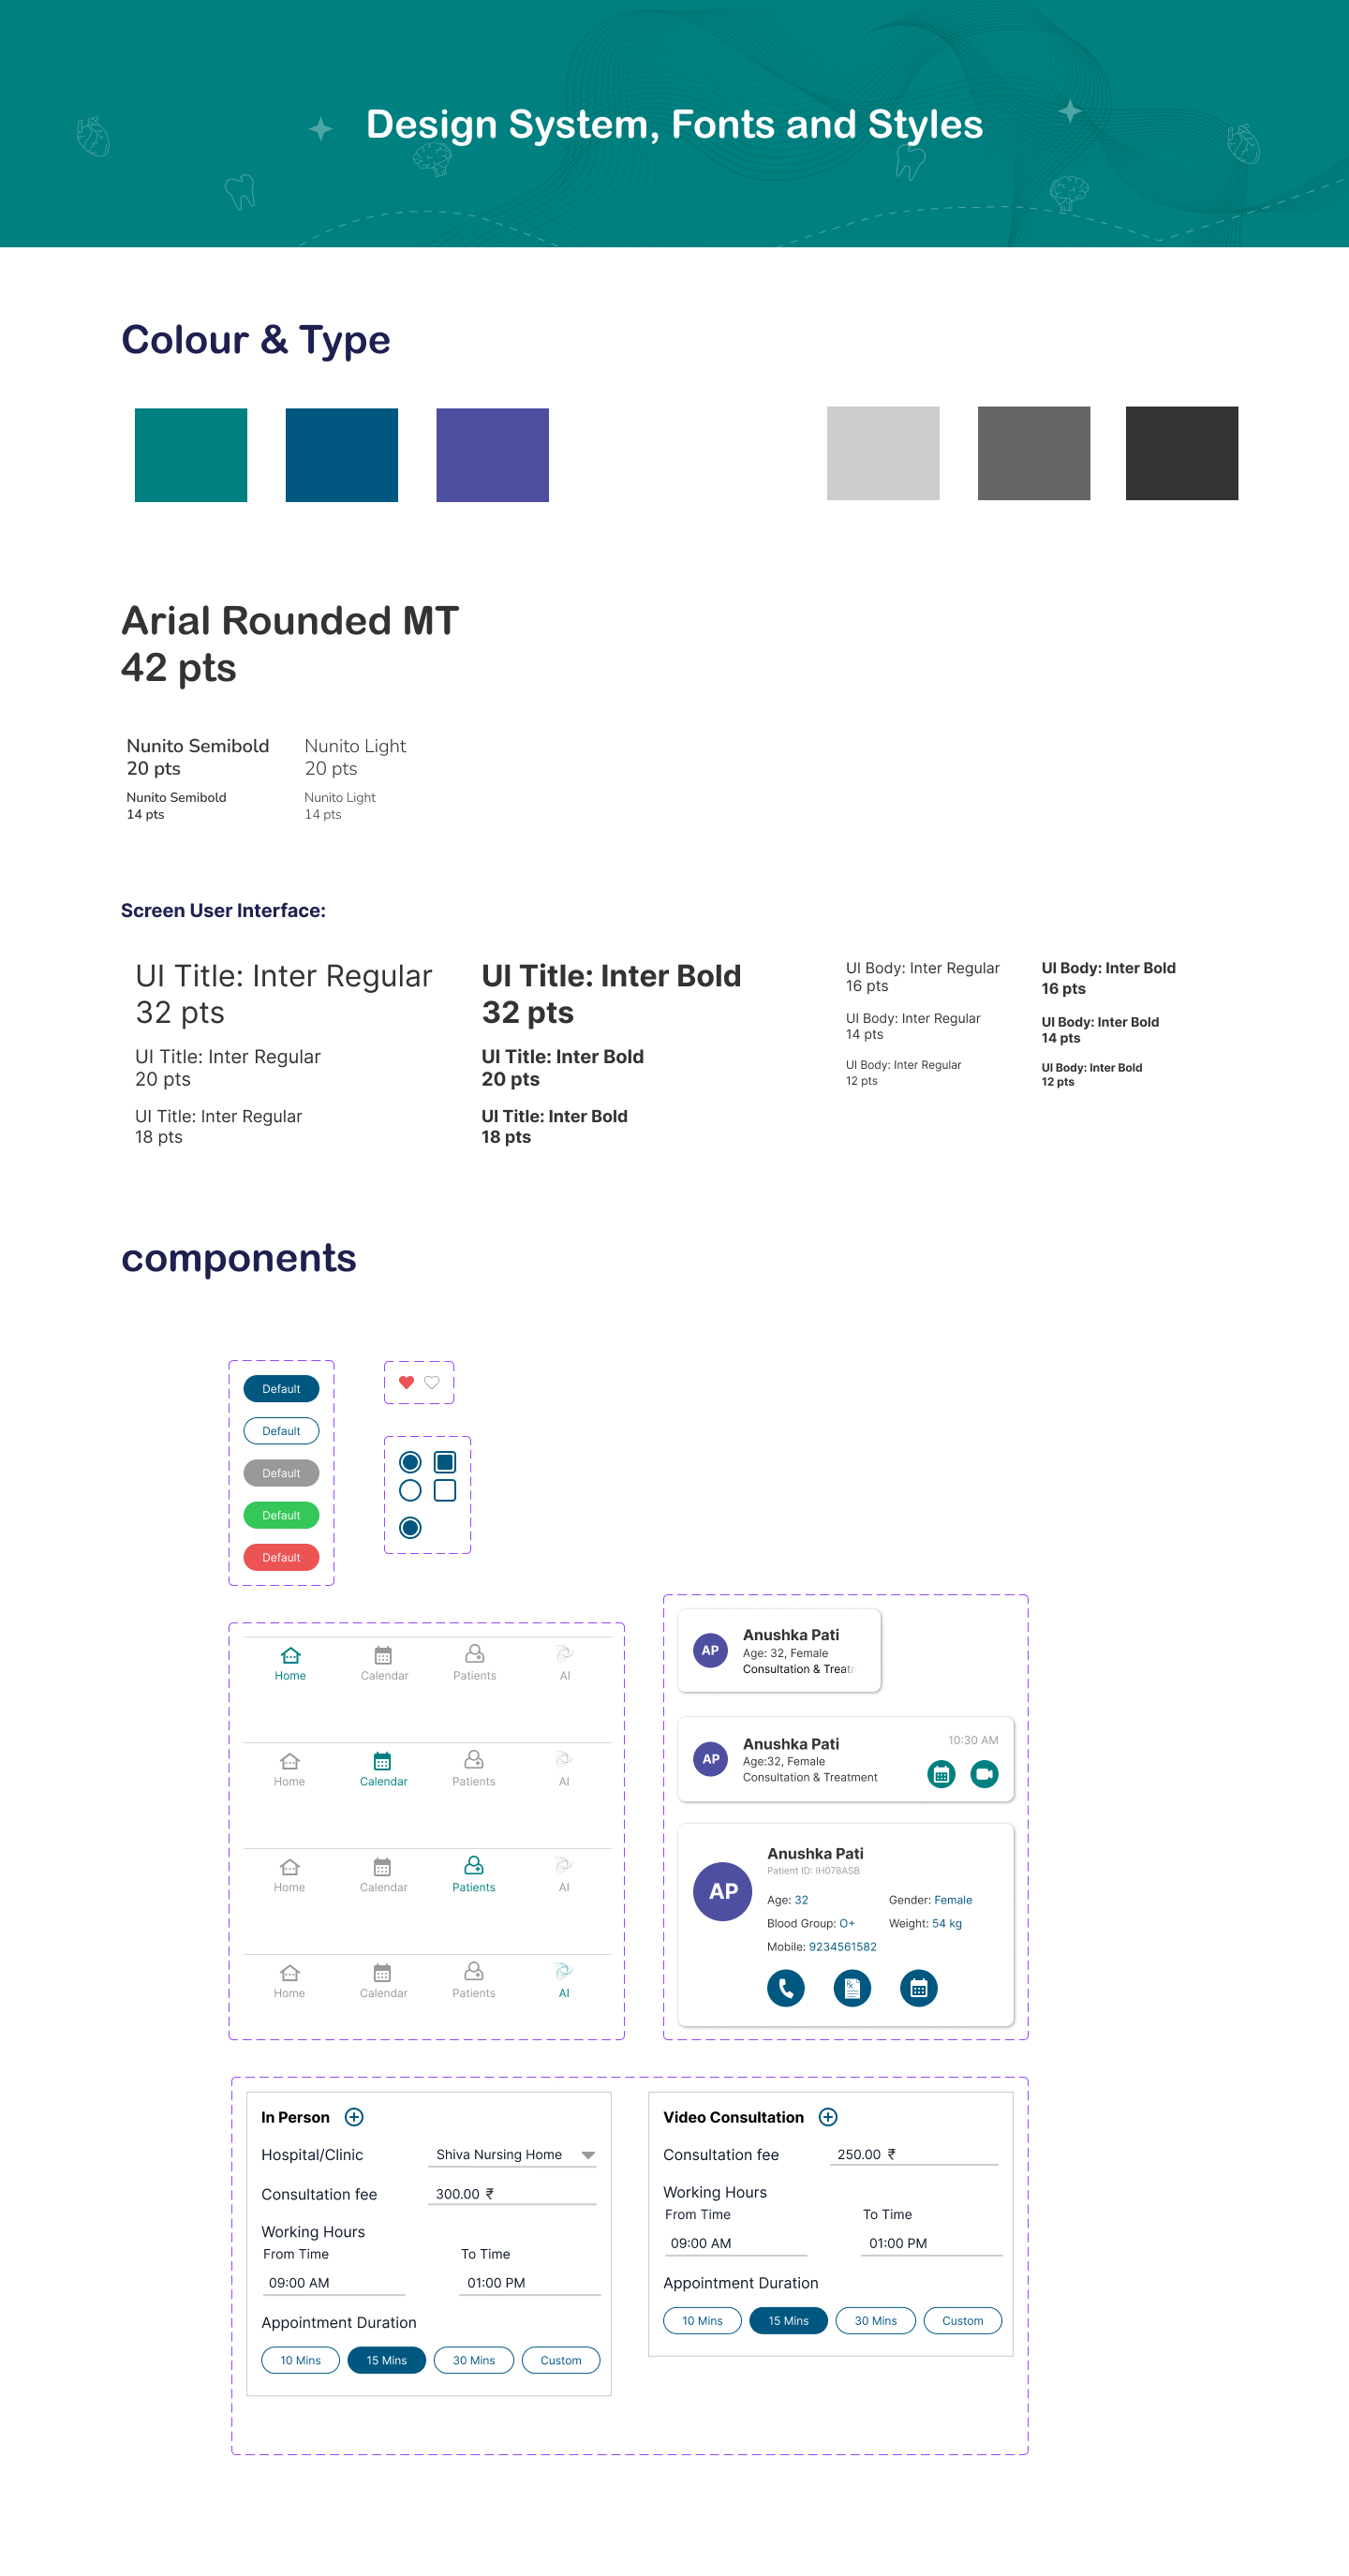 Design System, Fonts and Styles
Colour & Type
Arial Rounded MT
42 pts
Nunito Semibold
20 pts
Nunito Light
20 pts
Nunito Semibold
14 pts
Nunito Light
14 pts
Screen User Interface:
UI Title: Inter Regular
32 pts
UI Title: Inter Regular
20 pts
UI Title: Inter Regular
18 pts
UI Title: Inter Bold
32 pts
UI Title: Inter Bold
20 pts
UI Title: Inter Bold
18 pts
UI Body: Inter Regular
16 pts
UI Body: Inter Regular
14 pts
UI Body: Inter Regular
12 pts
UI Body: Inter Bold
16 pts
UI Body: Inter Bold
14 pts
UI Body: Inter Bold
12 pts
components
Default
Default
Default
Default
Default
Home Calendar Patients AI
Home Calendar Patients AI
Home Calendar Patients AI
Home Calendar Patients AI
AP
Anushka Pati
Age: 32, Female
Consultation & Treatr
AP
Anushka Pati
10:30 AM
Age:32, Female
Consultation & Treatment
AP
Anushka Pati
Patient ID: IH078ASB
Age: 32 Gender: Female
Blood Group: O+ Weight: 54 kg
Mobile: 9234561582
In Person
Hospital/Clinic Shiva Nursing Home
Consultation fee 300.00 ₹
Working Hours
From Time To Time
09:00 AM 01:00 PM
Appointment Duration
10 Mins 15 Mins 30 Mins Custom
Video Consultation
Consultation fee 250.00 ₹
Working Hours
From Time To Time
09:00 AM 01:00 PM
Appointment Duration
10 Mins 15 Mins 30 Mins Custom